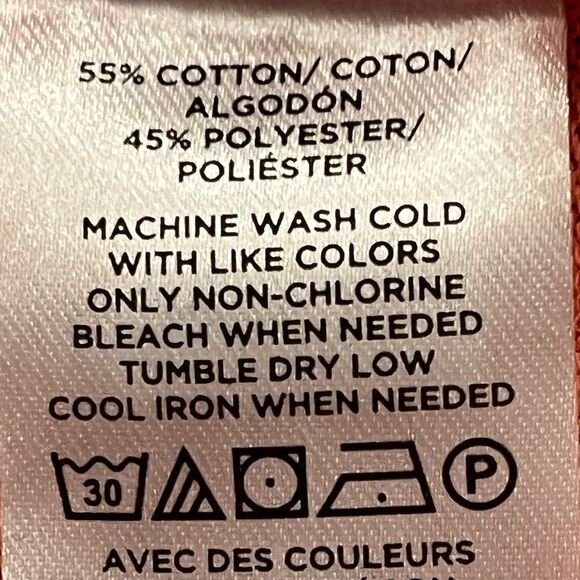 55% COTTON/ COTON/
ALGODÓN
45% POLYESTER/
POLIÉSTER
MACHINE WASH COLD
WITH LIKE COLORS
ONLY NON-CHLORINE
BLEACH WHEN NEEDED
TUMBLE DRY LOW
COOL IRON WHEN NEEDED
30 P
AVEC DES COULEURS